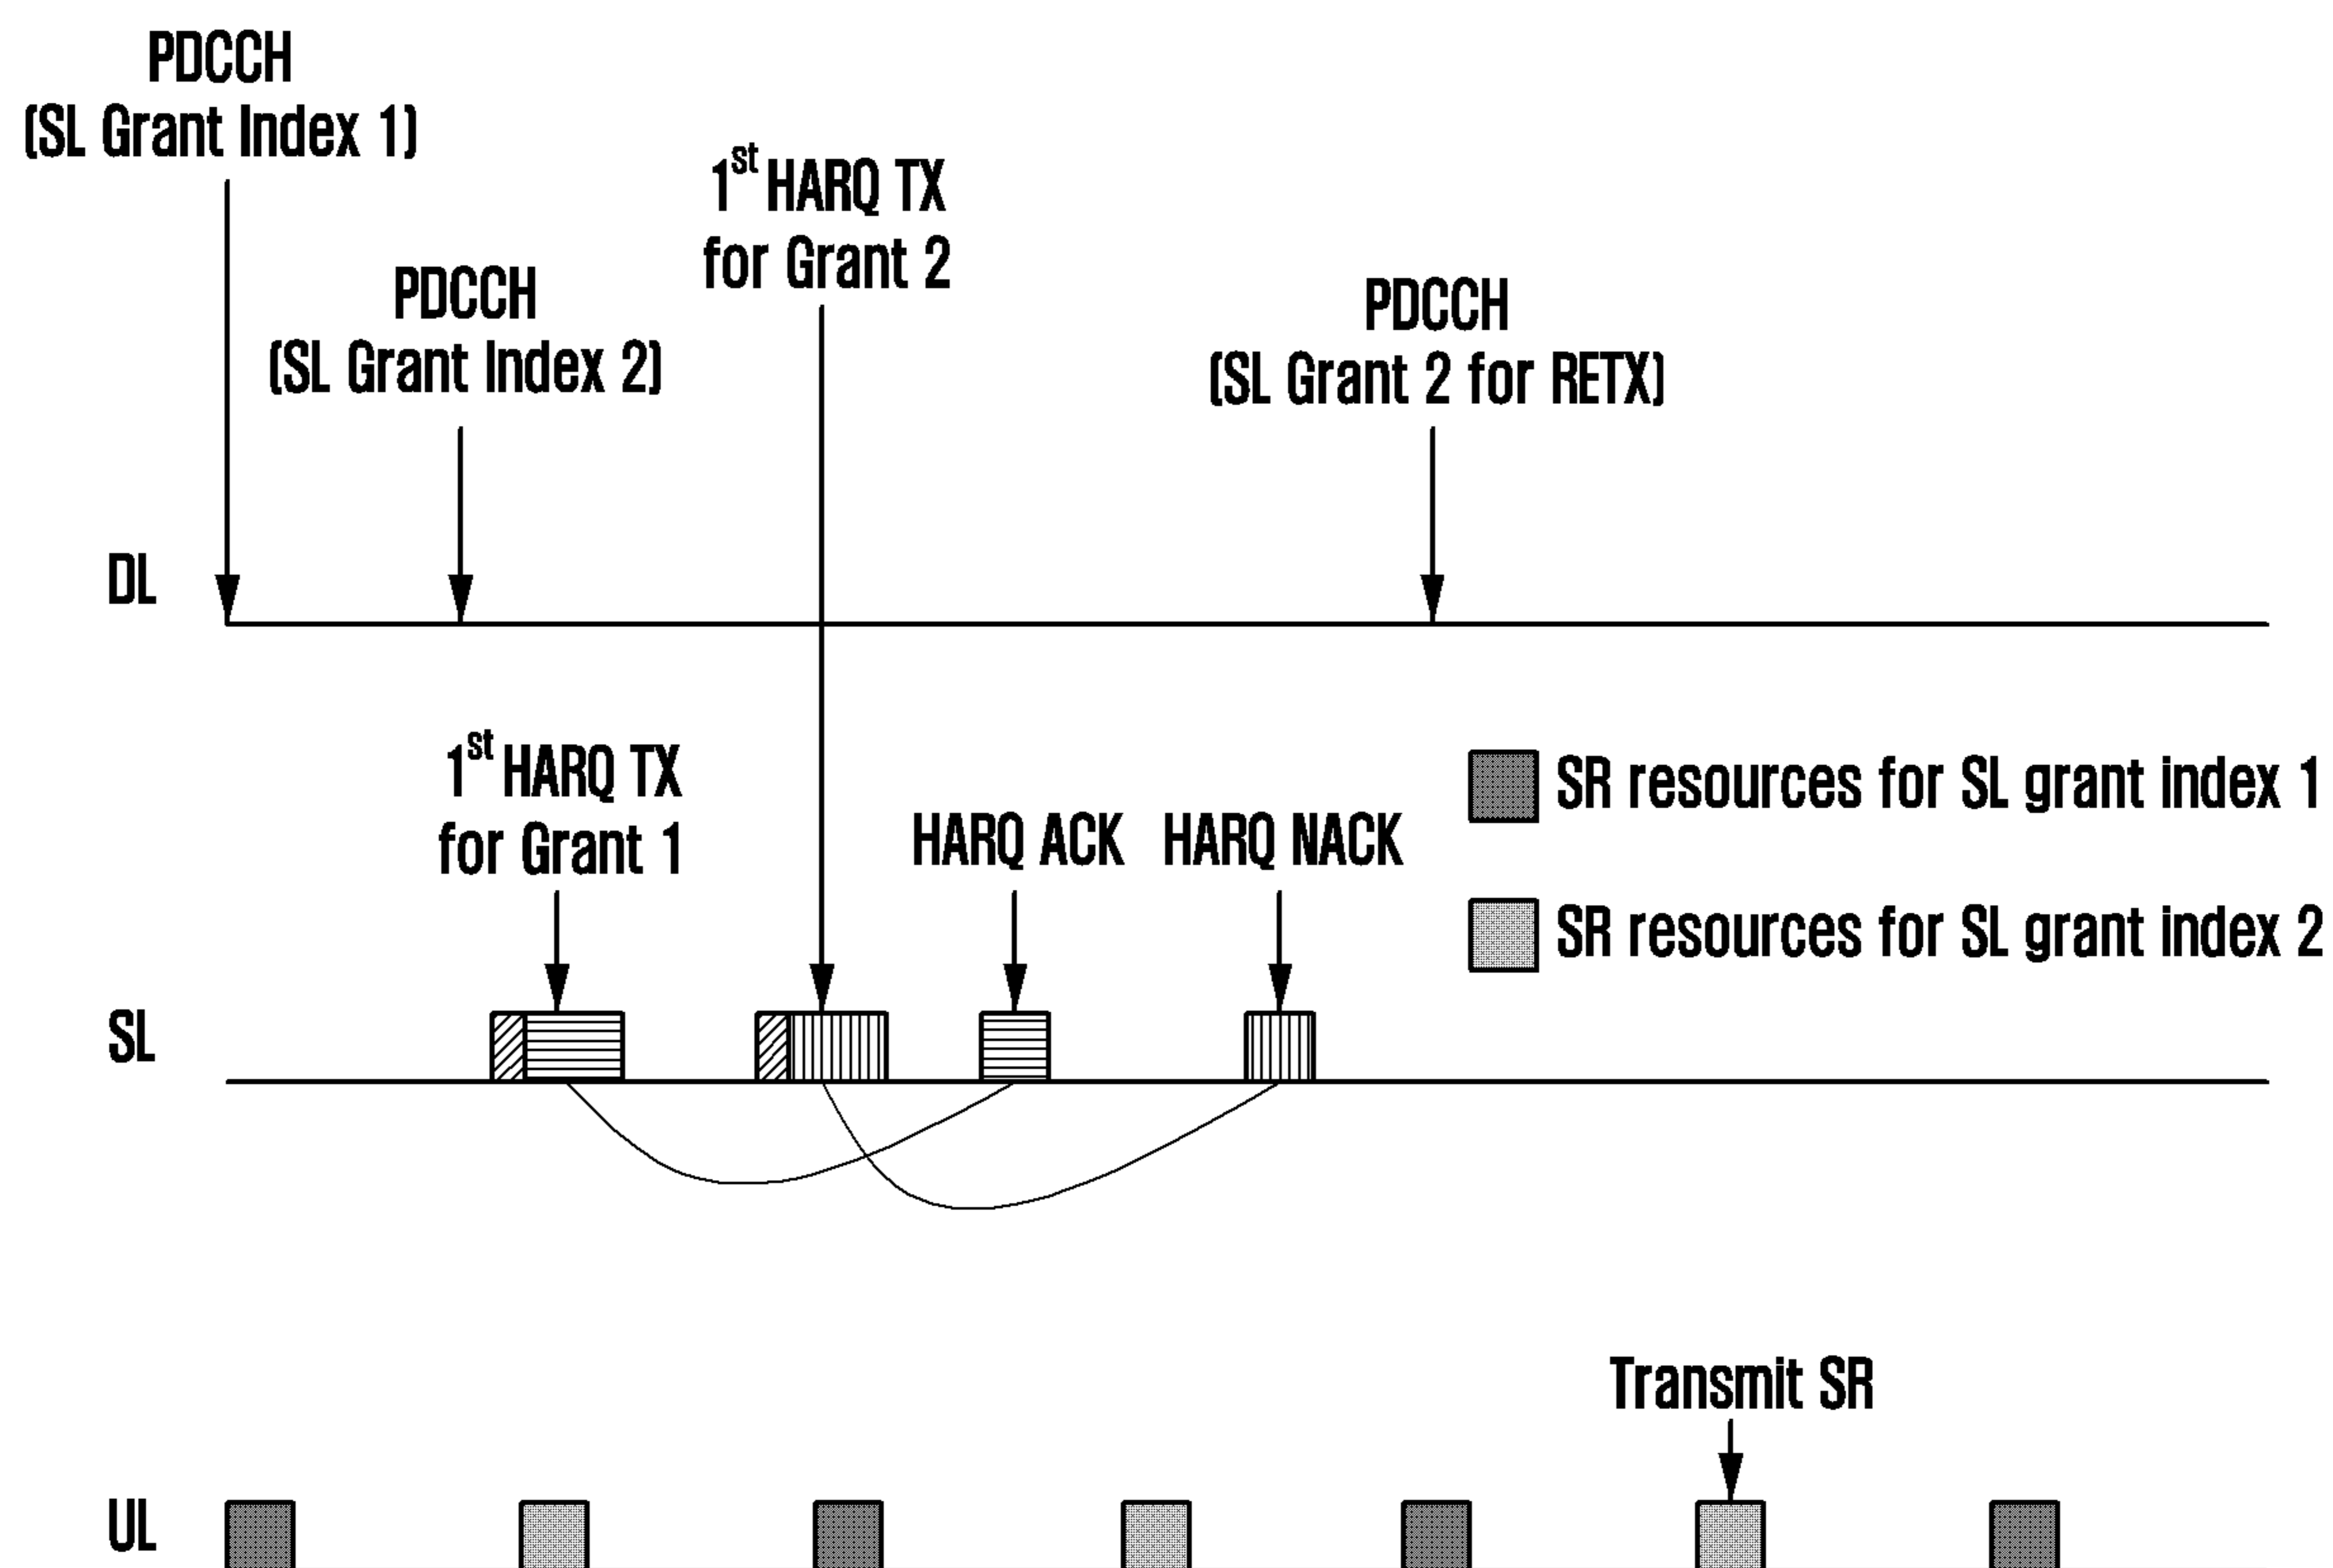 PDCCH
(SL Grant Index 1)
1st HARQ TX
for Grant 2
PDCCH
(SL Grant Index 2)
PDCCH
(SL Grant 2 for RETX)
DL
1st HARQ TX
for Grant 1
HARQ ACK
HARQ NACK
SR resources for SL grant index 1
SR resources for SL grant index 2
SL
Transmit SR
UL